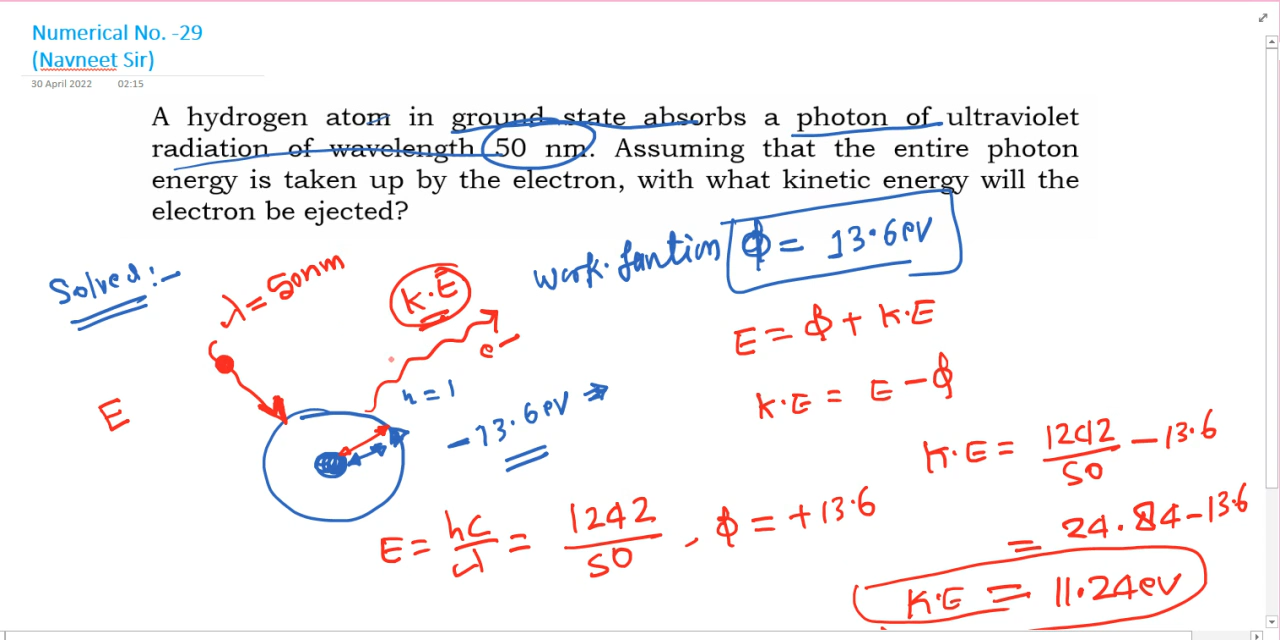 Numerical No. -29
(Navneet Sir)
30 April 2022 02:15
A hydrogen atom in ground state absorbs a photon of ultraviolet
radiation of wavelength 50 nm. Assuming that the entire photon
energy is taken up by the electron, with what kinetic energy will the
electron be ejected?
Solved:-
λ = 50nm
K.E
e-
E
n = 1
-13.6 eV
work. fantion ϕ = 13.6eV
E = ϕ + K.E
K.E = E - ϕ
K.E = 1242/50 - 13.6
= 24.84 - 13.6
K.E = 11.24eV
E = hc/λ = 1242/50 , ϕ = +13.6